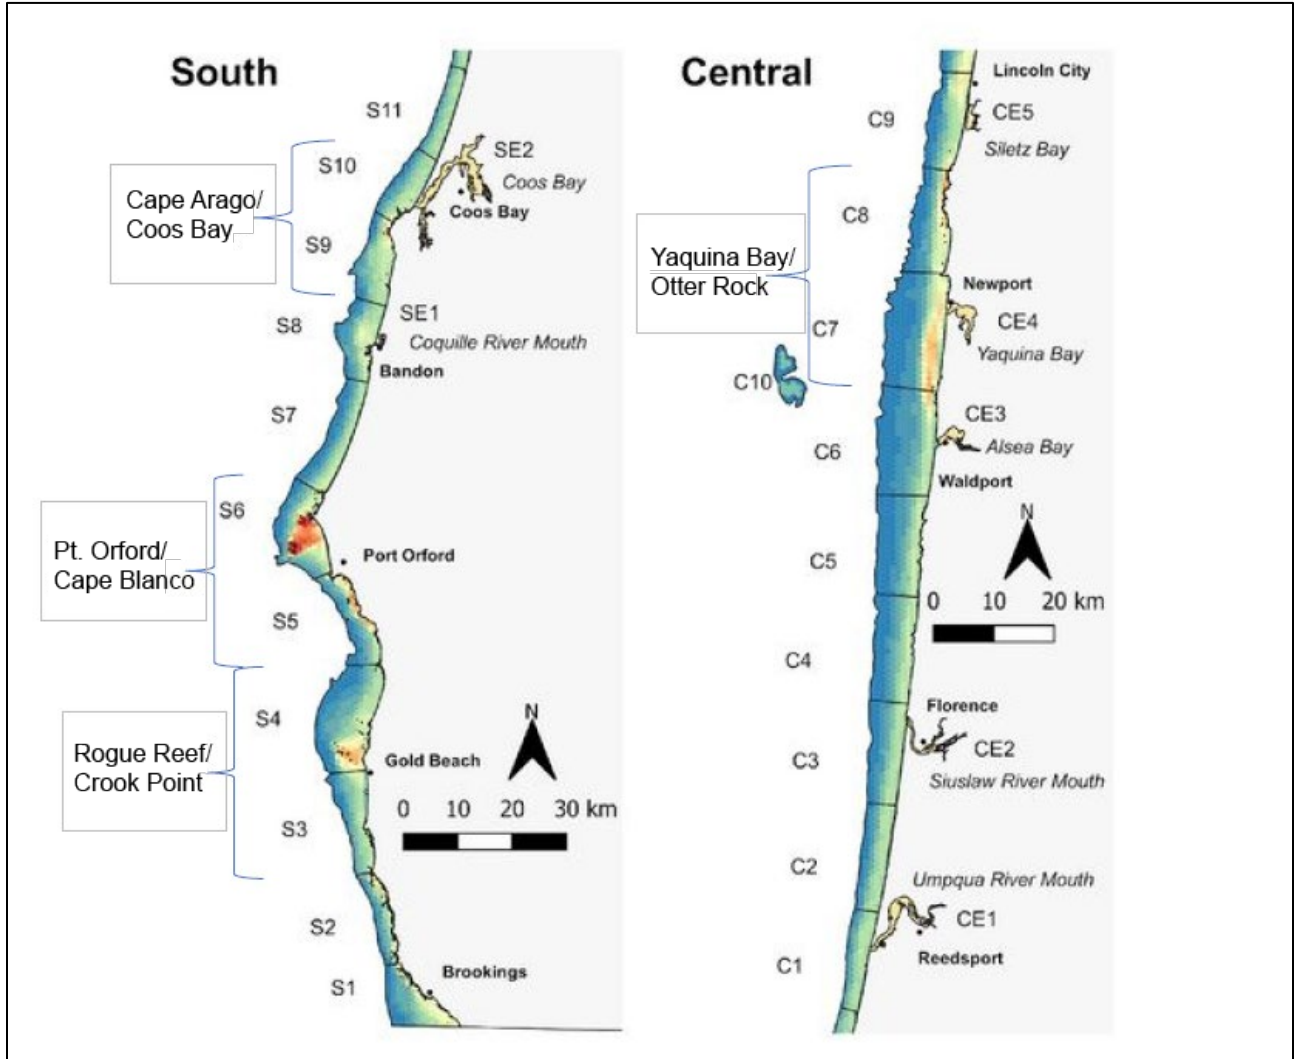 South
S11
S10
SE2
Coos Bay
Cape Arago/
Coos Bay
Coos Bay
S9
SE1
S8
Coquille River Mouth
Bandon
S7
S6
Pt. Orford/
Cape Blanco
Port Orford
S5
S4
N
Rogue Reef/
Crook Point
Gold Beach
0 10 20 30 km
S3
S2
Brookings
S1
Central
Lincoln City
C9
CE5
Siletz Bay
C8
Yaquina Bay/
Otter Rock
Newport
C7
CE4
Yaquina Bay
C10
CE3
Alsea Bay
C6
Waldport
N
C5
0 10 20 km
C4
Florence
C3
CE2
Siuslaw River Mouth
C2
Umpqua River Mouth
CE1
Reedsport
C1